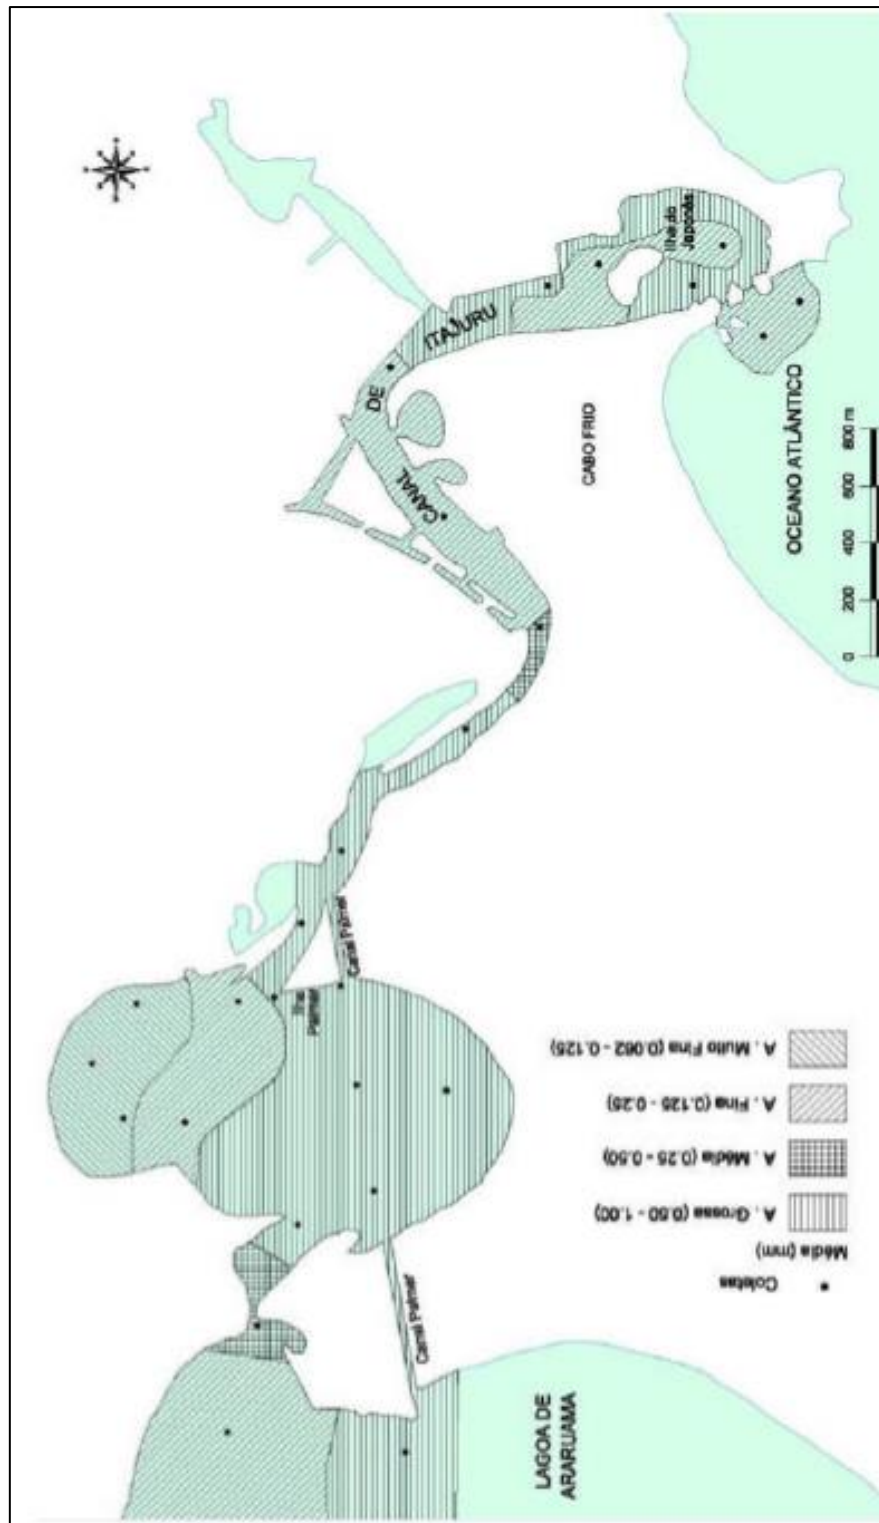 Ilha do
Japonês
ITAJURU
DE
CANAL
CABO FRIO
OCEANO ATLÂNTICO
0 200 400 600 800 m
Canal Palmer
Ilha
Palmer
Canal Palmer
LAGOA DE
ARARUAMA
Coletas
Média (mm)
A . Grossa (0.50 - 1.00)
A . Média (0.25 - 0.50)
A . Fina (0.125 - 0.25)
A . Muito Fina (0.062 - 0.125)